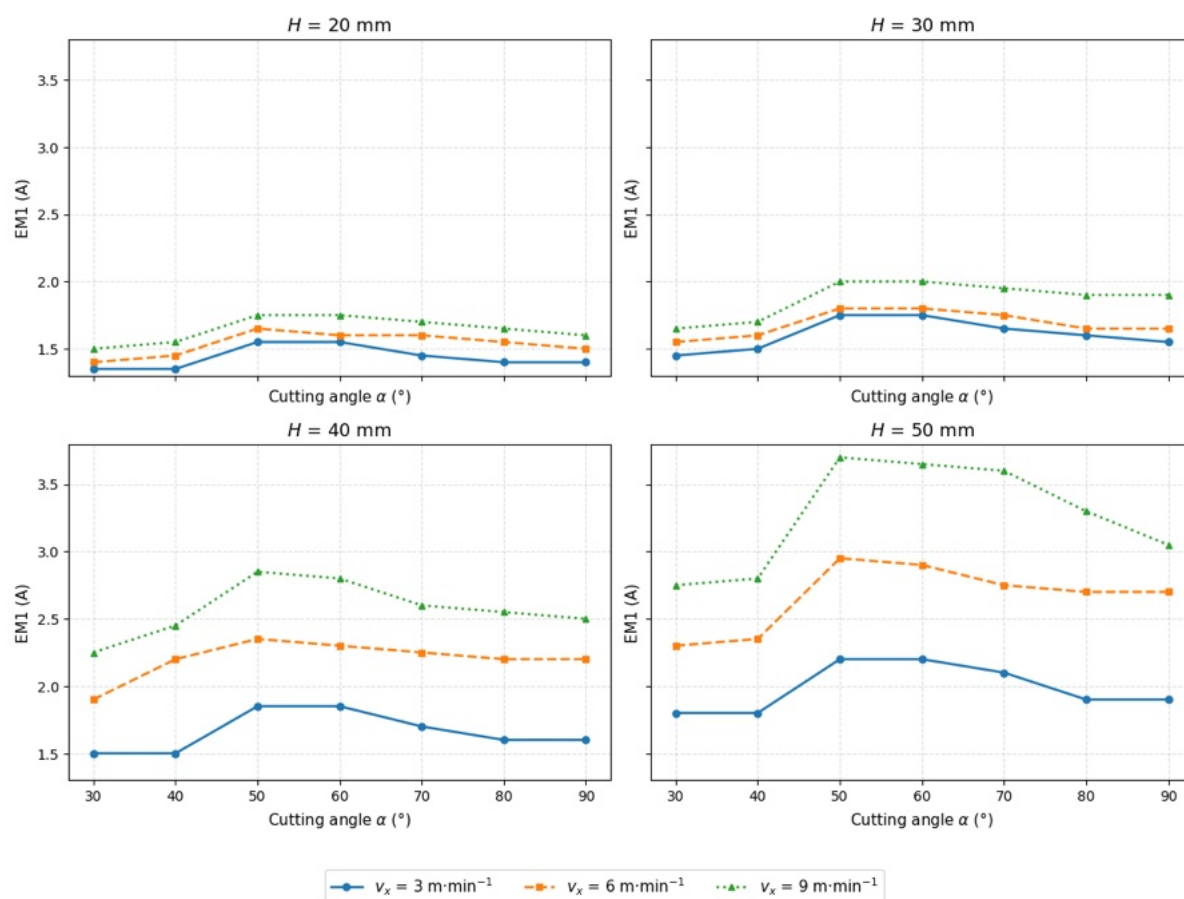 H = 20 mm
H = 30 mm
3.5
3.0
2.5
2.0
1.5
EM1 (A)
EM1 (A)
Cutting angle α (°)
Cutting angle α (°)
H = 40 mm
H = 50 mm
3.5
3.0
2.5
2.0
1.5
EM1 (A)
EM1 (A)
30 40 50 60 70 80 90
30 40 50 60 70 80 90
Cutting angle α (°)
Cutting angle α (°)
vₓ = 3 m·min⁻¹ vₓ = 6 m·min⁻¹ vₓ = 9 m·min⁻¹